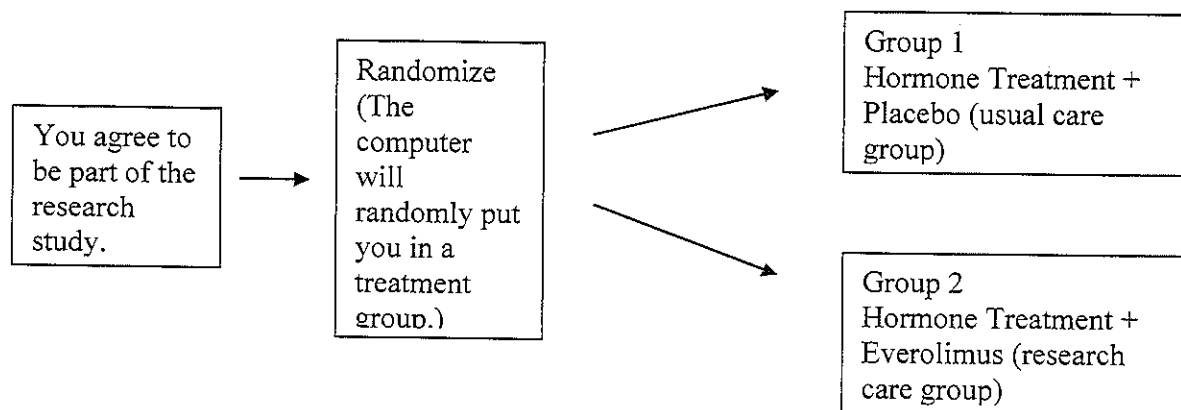 You agree to
be part of the
research
study.
Randomize
(The
computer
will
randomly put
you in a
treatment
group.)
Group 1
Hormone Treatment +
Placebo (usual care
group)
Group 2
Hormone Treatment +
Everolimus (research
care group)